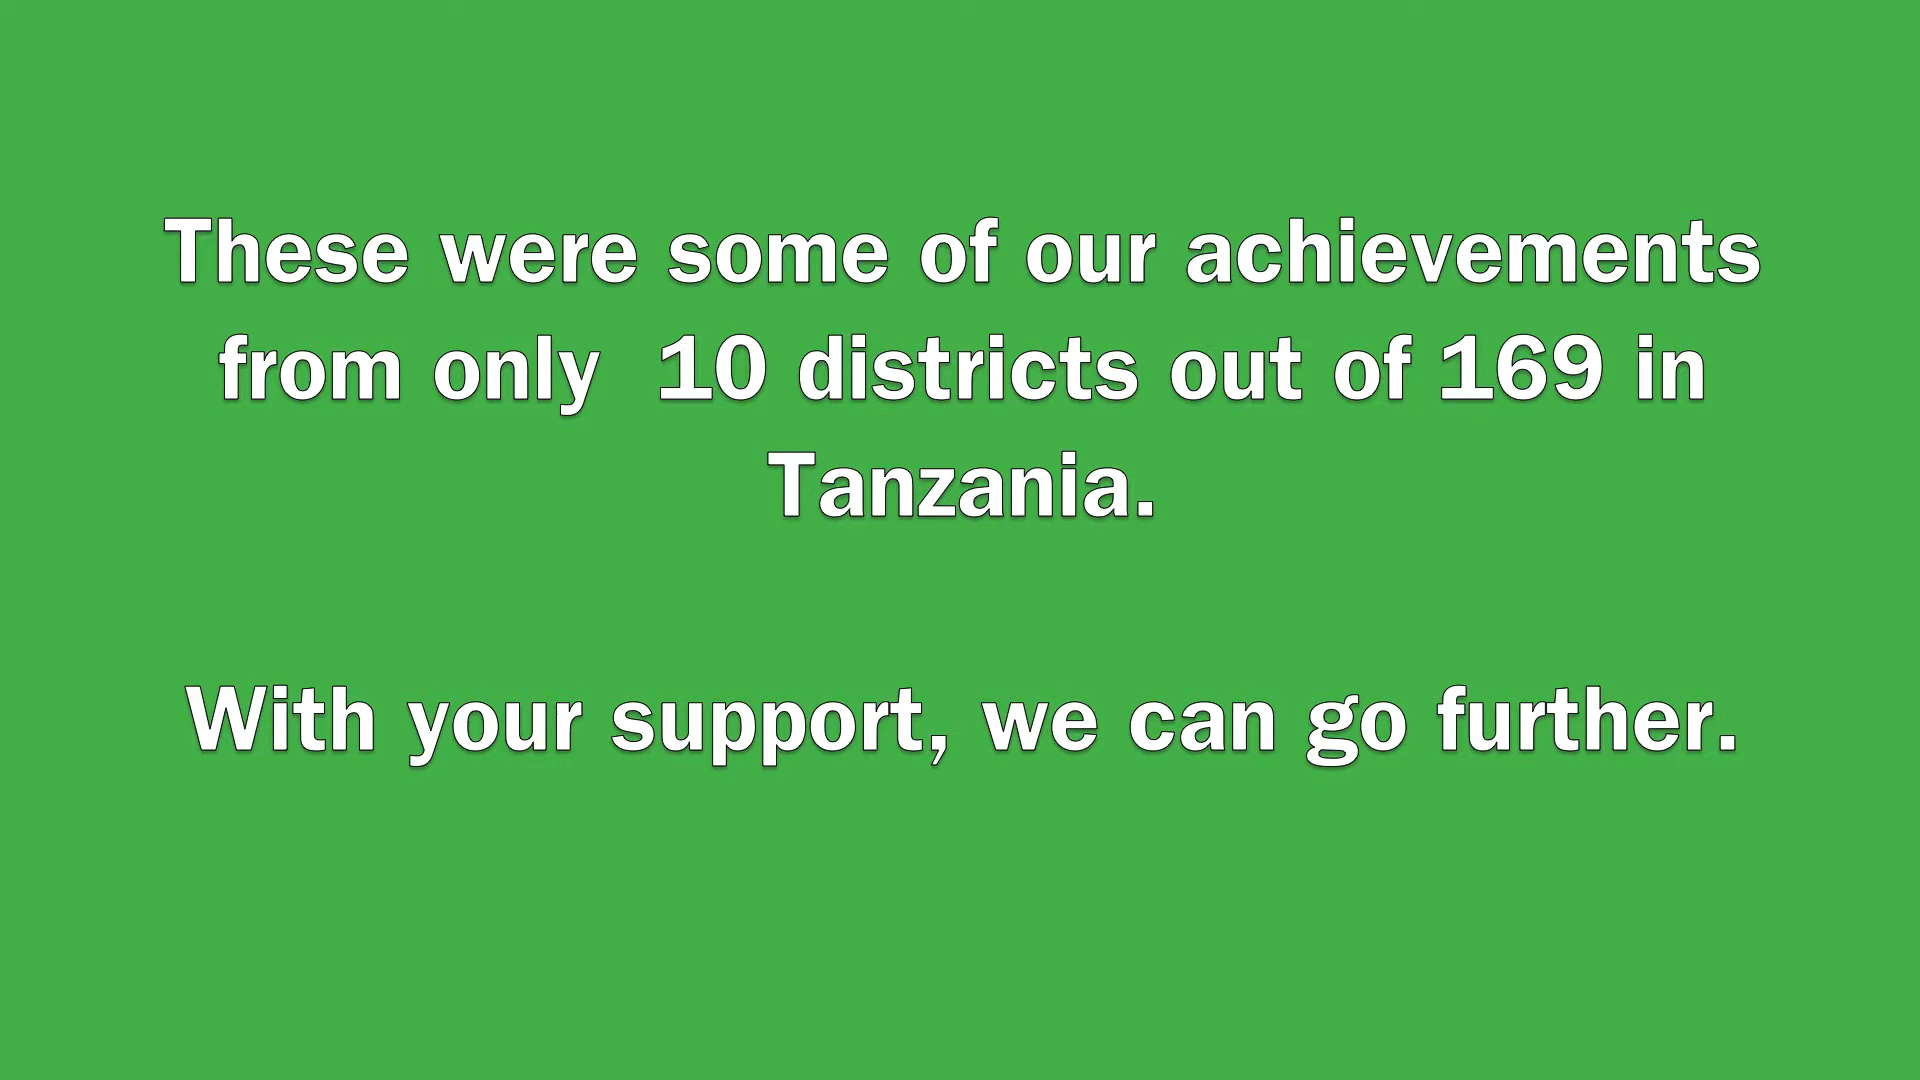 These were some of our achievements
from only  10 districts out of 169 in
Tanzania.
With your support, we can go further.